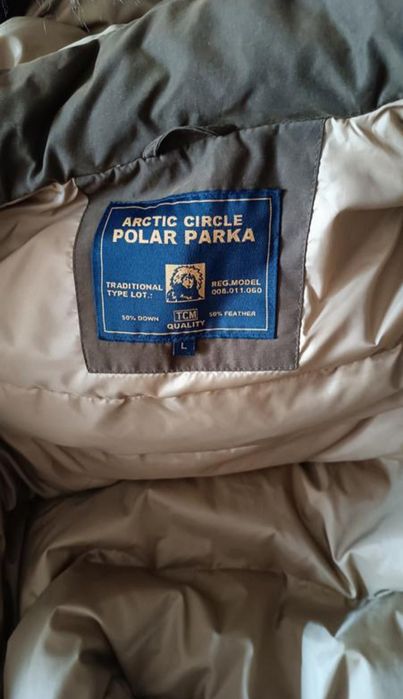 ARCTIC CIRCLE
POLAR PARKA
TRADITIONAL
TYPE LOT.:
REG.MODEL
008.011.060
50% DOWN
TCM
50% FEATHER
QUALITY
L